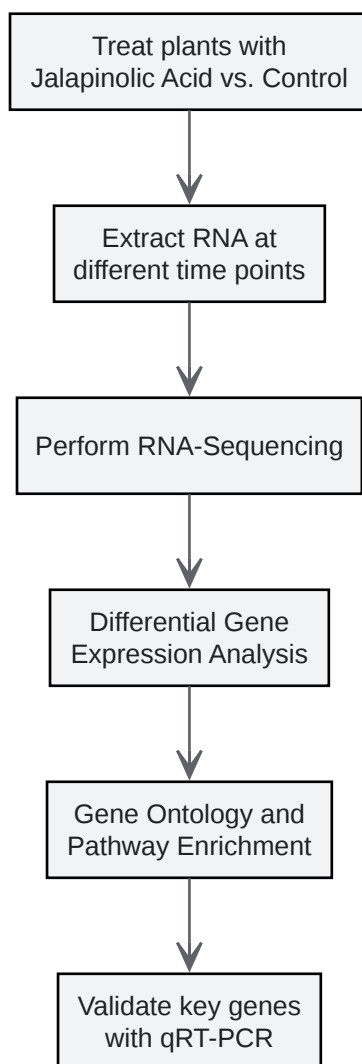 Treat plants with
Jalapinolic Acid vs. Control
Extract RNA at
different time points
Perform RNA-Sequencing
Differential Gene
Expression Analysis
Gene Ontology and
Pathway Enrichment
Validate key genes
with qRT-PCR